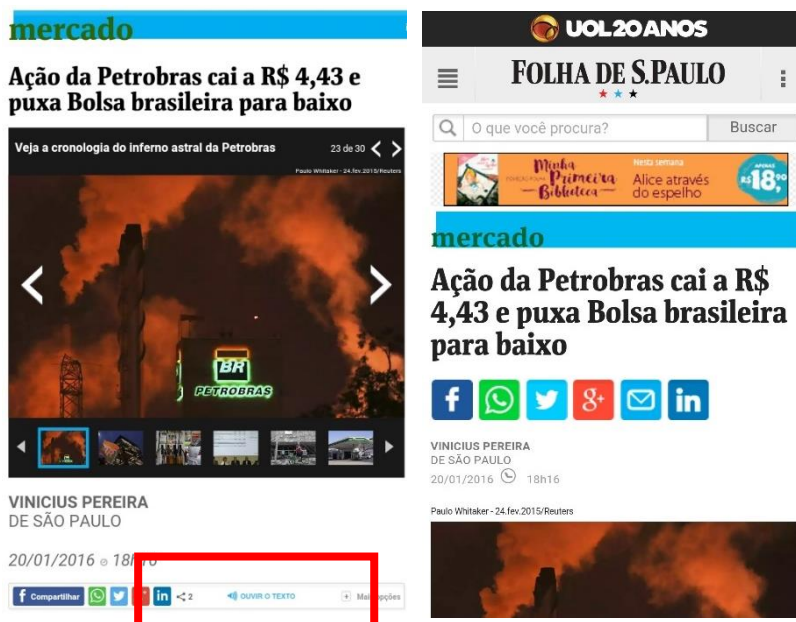 mercado
Ação da Petrobras cai a R$ 4,43 e
puxa Bolsa brasileira para baixo
Veja a cronologia do inferno astral da Petrobras
23 de 30
Paulo Whitaker - 24.fev.2015/Reuters
BR
PETROBRAS
VINICIUS PEREIRA
DE SÃO PAULO
20/01/2016
f Compartilhar
in
2
OUVIR O TEXTO
+
UOL 20 ANOS
FOLHA DE S.PAULO
O que você procura?
Buscar
Minha
Primeira
Biblioteca
Nesta semana
Alice através
do espelho
APENAS
R$18,90
mercado
Ação da Petrobras cai a R$
4,43 e puxa Bolsa brasileira
para baixo
f
8+
in
VINICIUS PEREIRA
DE SÃO PAULO
20/01/2016 18h16
Paulo Whitaker - 24.fev.2015/Reuters